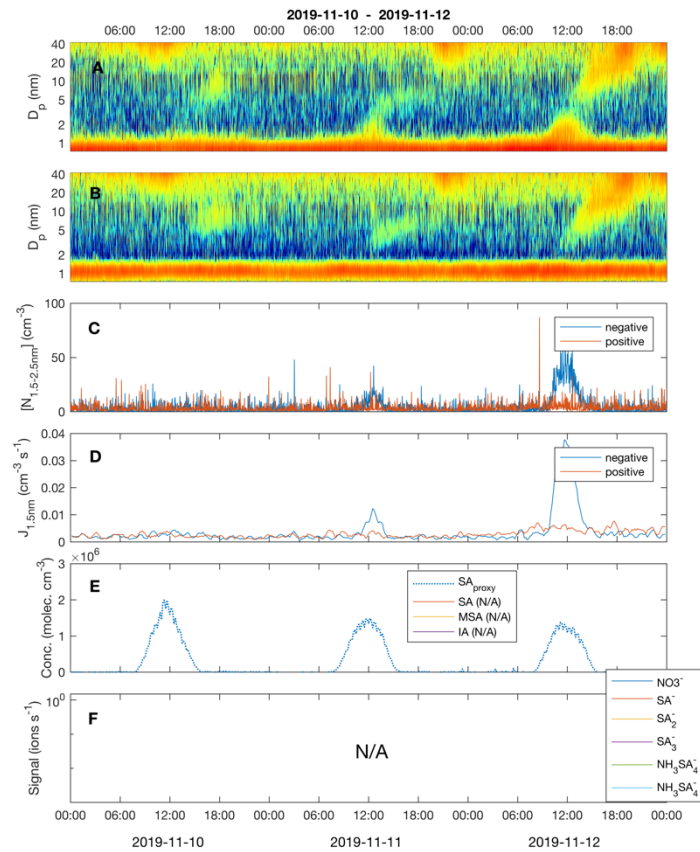 2019-11-10 - 2019-11-12
06:00 12:00 18:00 00:00 06:00 12:00 18:00 00:00 06:00 12:00 18:00
A
D_p (nm)
40
20
10
5
2
1
B
D_p (nm)
40
20
10
5
2
1
C
[N_1.5-2.5nm] (cm^-3)
100
50
0
negative
positive
D
J_1.5nm (cm^-3 s^-1)
0.04
0.03
0.02
0.01
0
negative
positive
E
×10^6
Conc. (molec. cm^-3)
3
2
1
0
SA_proxy
SA (N/A)
MSA (N/A)
IA (N/A)
F
Signal (ions s^-1)
10^0
N/A
NO3^-
SA^-
SA_2^-
SA_3^-
NH_3SA_4^-
NH_3SA_4^-
00:00 06:00 12:00 18:00 00:00 06:00 12:00 18:00 00:00 06:00 12:00 18:00 00:00
2019-11-10 2019-11-11 2019-11-12